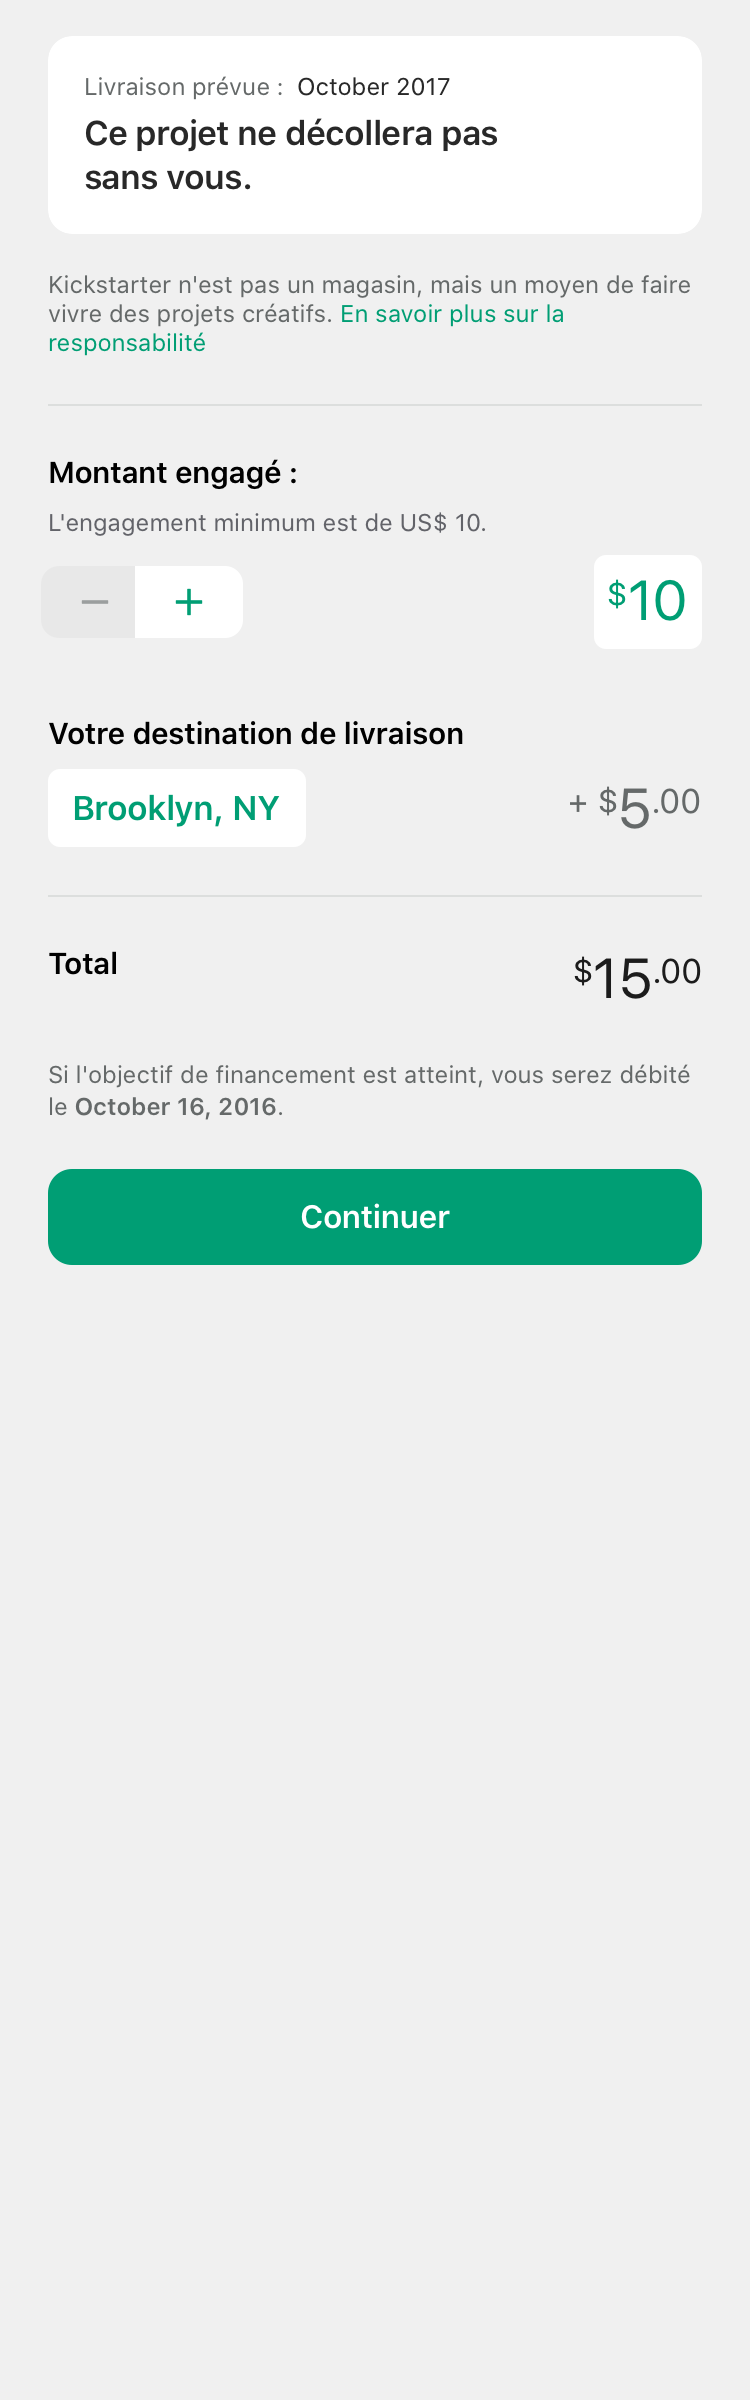 Livraison prévue : October 2017
Ce projet ne décollera pas
sans vous.
Kickstarter n'est pas un magasin, mais un moyen de faire
vivre des projets créatifs. En savoir plus sur la
responsabilité
Montant engagé :
L'engagement minimum est de US$ 10.
− + $10
Votre destination de livraison
Brooklyn, NY + $5.00
Total $15.00
Si l'objectif de financement est atteint, vous serez débité
le October 16, 2016.
Continuer